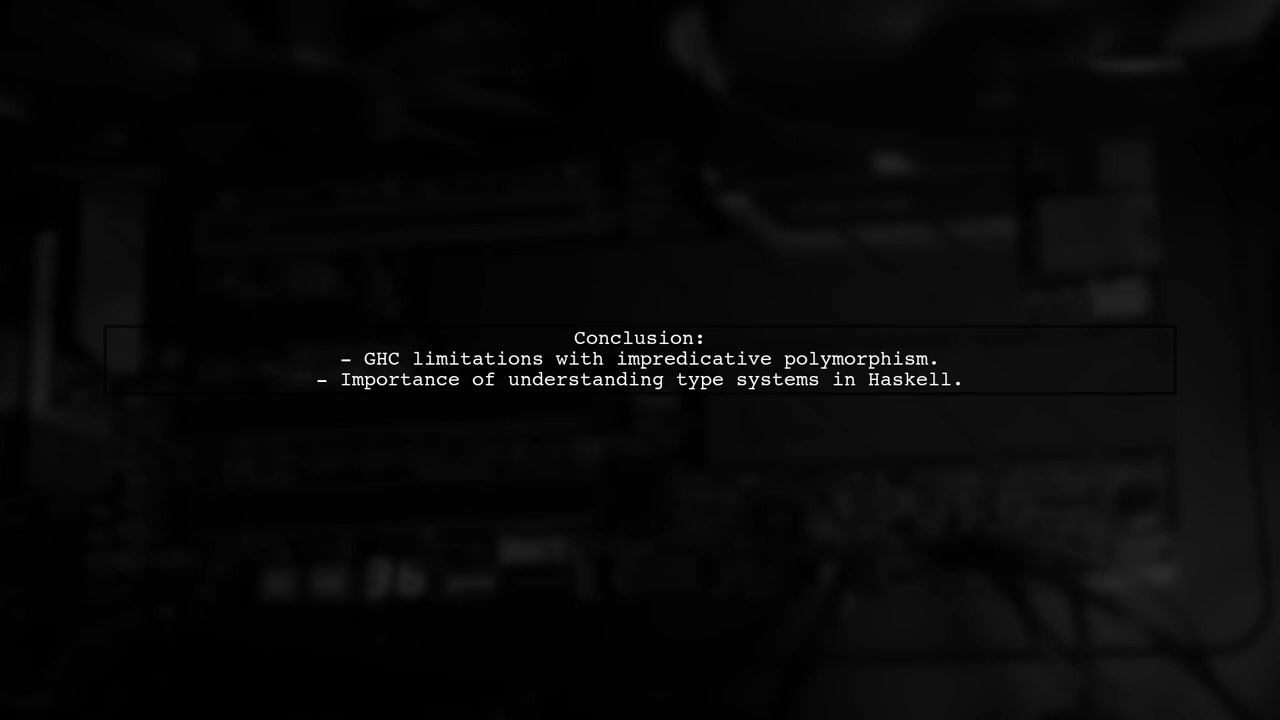 Conclusion:
- GHC limitations with impredicative polymorphism.
- Importance of understanding type systems in Haskell.